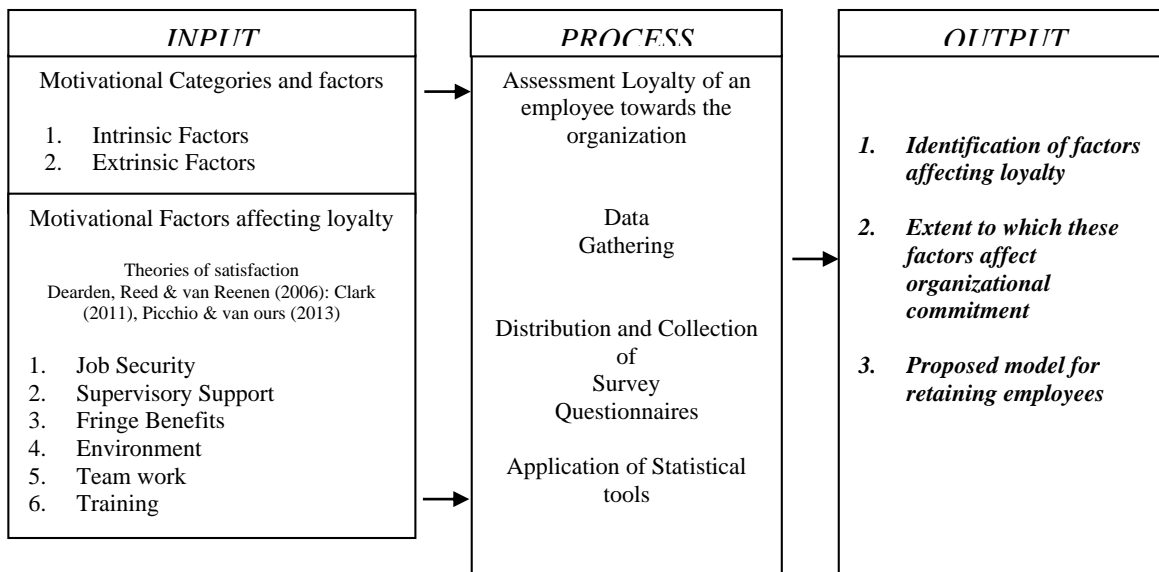 INPUT
Motivational Categories and factors
1. Intrinsic Factors
2. Extrinsic Factors
Motivational Factors affecting loyalty
Theories of satisfaction
Dearden, Reed & van Reenen (2006): Clark
(2011), Picchio & van ours (2013)
1. Job Security
2. Supervisory Support
3. Fringe Benefits
4. Environment
5. Team work
6. Training
PROCESS
Assessment Loyalty of an
employee towards the
organization
Data
Gathering
Distribution and Collection
of
Survey
Questionnaires
Application of Statistical
tools
OUTPUT
1. Identification of factors
affecting loyalty
2. Extent to which these
factors affect
organizational
commitment
3. Proposed model for
retaining employees